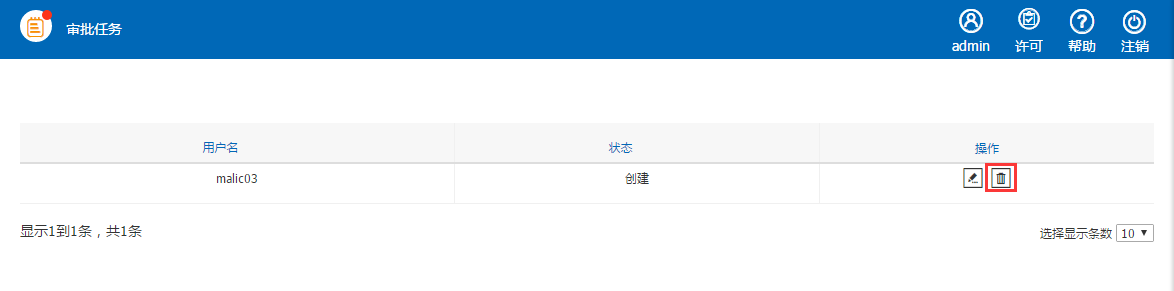 审批任务
admin 许可 帮助 注销
用户名 状态 操作
malic03 创建
显示1到1条，共1条
选择显示条数 10